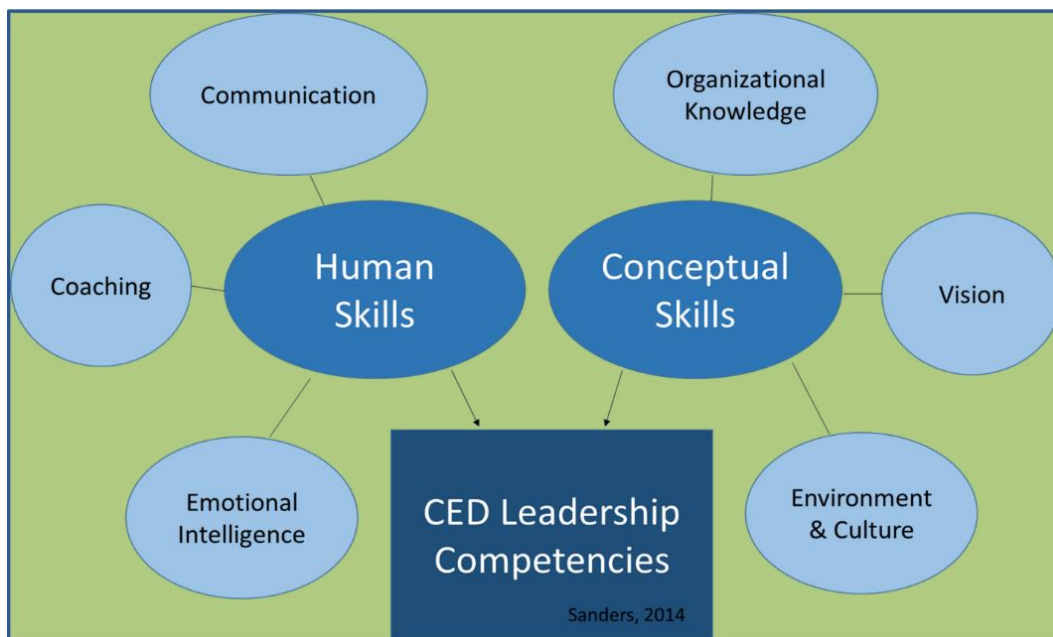 Communication
Organizational
Knowledge
Human
Skills
Conceptual
Skills
Coaching
Vision
Emotional
Intelligence
CED Leadership
Competencies
Sanders, 2014
Environment
& Culture